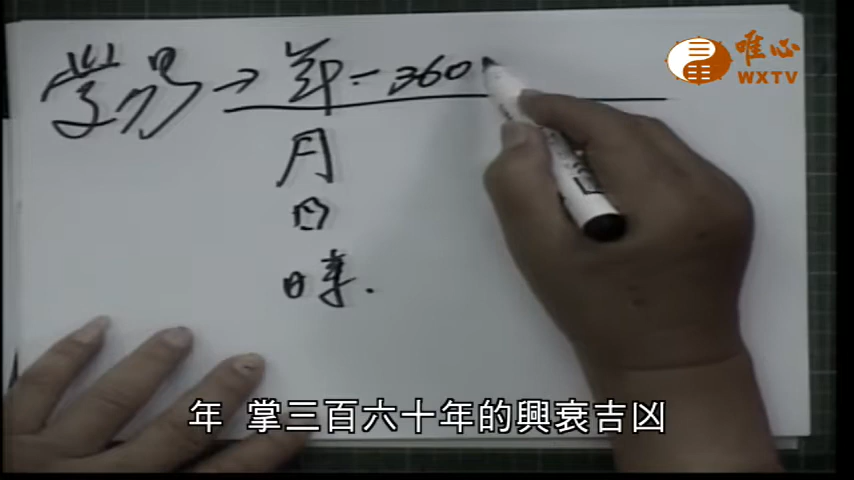 唯心
WXTV
學易→年=360
月
日
時.
年 掌三百六十年的興衰吉凶